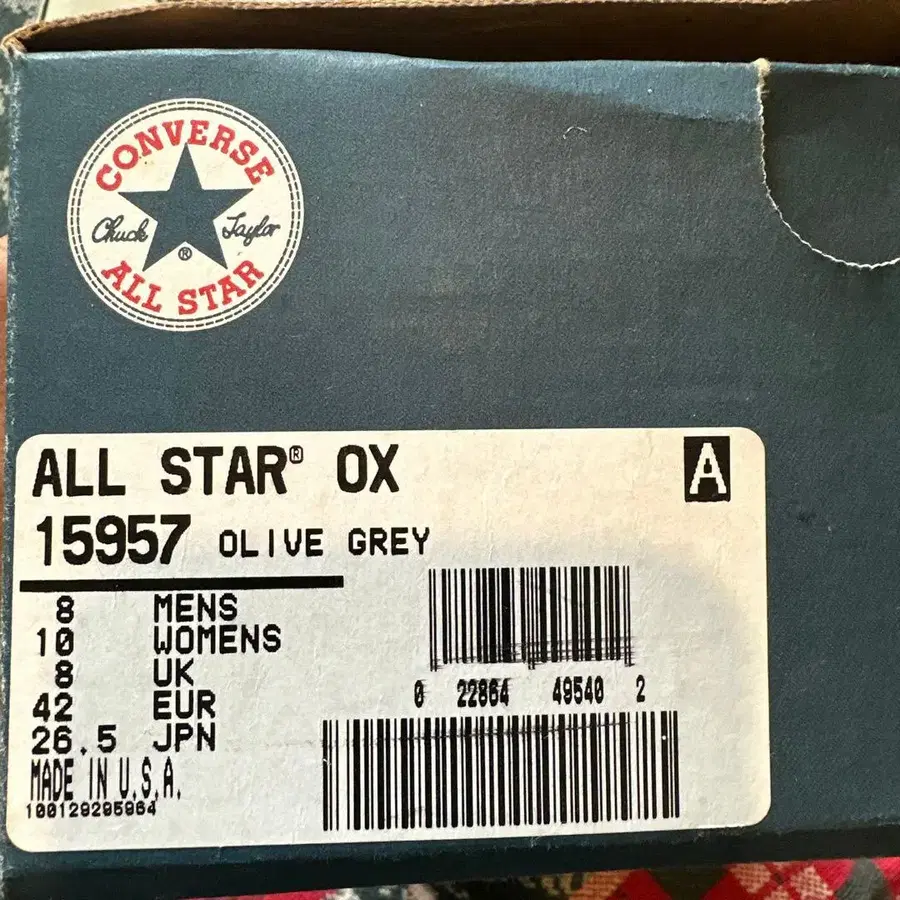 CONVERSE
Chuck Taylor
®
ALL STAR
ALL STAR® OX
A
15957 OLIVE GREY
8 MENS
10 WOMENS
8 UK
42 EUR
26.5 JPN
MADE IN U.S.A.
100129295964
0 22864 49540 2